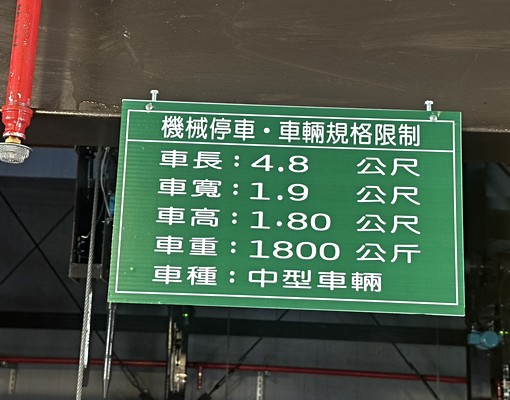 機械停車・車輛規格限制
車長：4.8 公尺
車寬：1.9 公尺
車高：1.80 公尺
車重：1800 公斤
車種：中型車輛